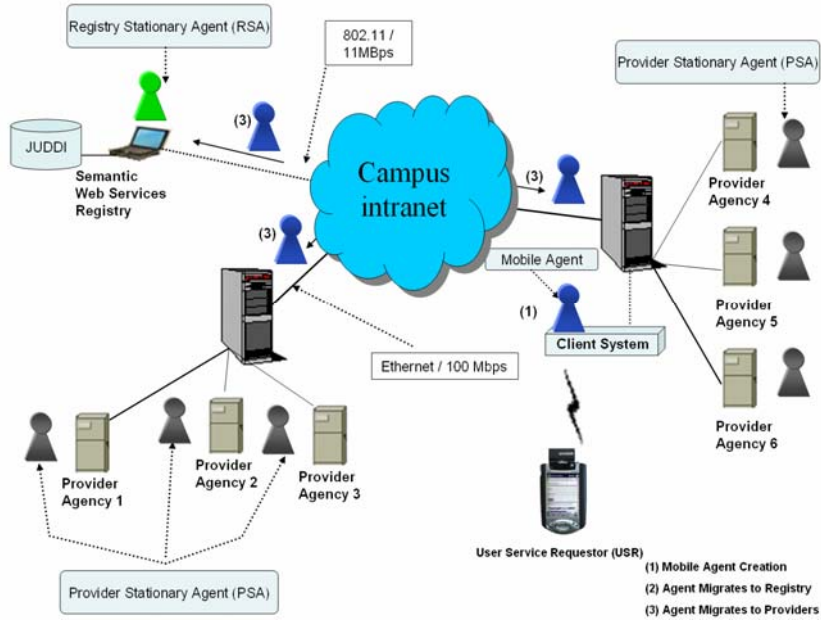 Registry Stationary Agent (RSA)
802.11 /
11MBps
Provider Stationary Agent (PSA)
(3)
JUDDI
Semantic
Web Services
Registry
Campus
intranet
(3)
Provider
Agency 4
(3)
Mobile Agent
(1)
Client System
Provider
Agency 5
Ethernet / 100 Mbps
Provider
Agency 6
Provider
Agency 1
Provider
Agency 2
Provider
Agency 3
User Service Requestor (USR)
Provider Stationary Agent (PSA)
(1) Mobile Agent Creation
(2) Agent Migrates to Registry
(3) Agent Migrates to Providers